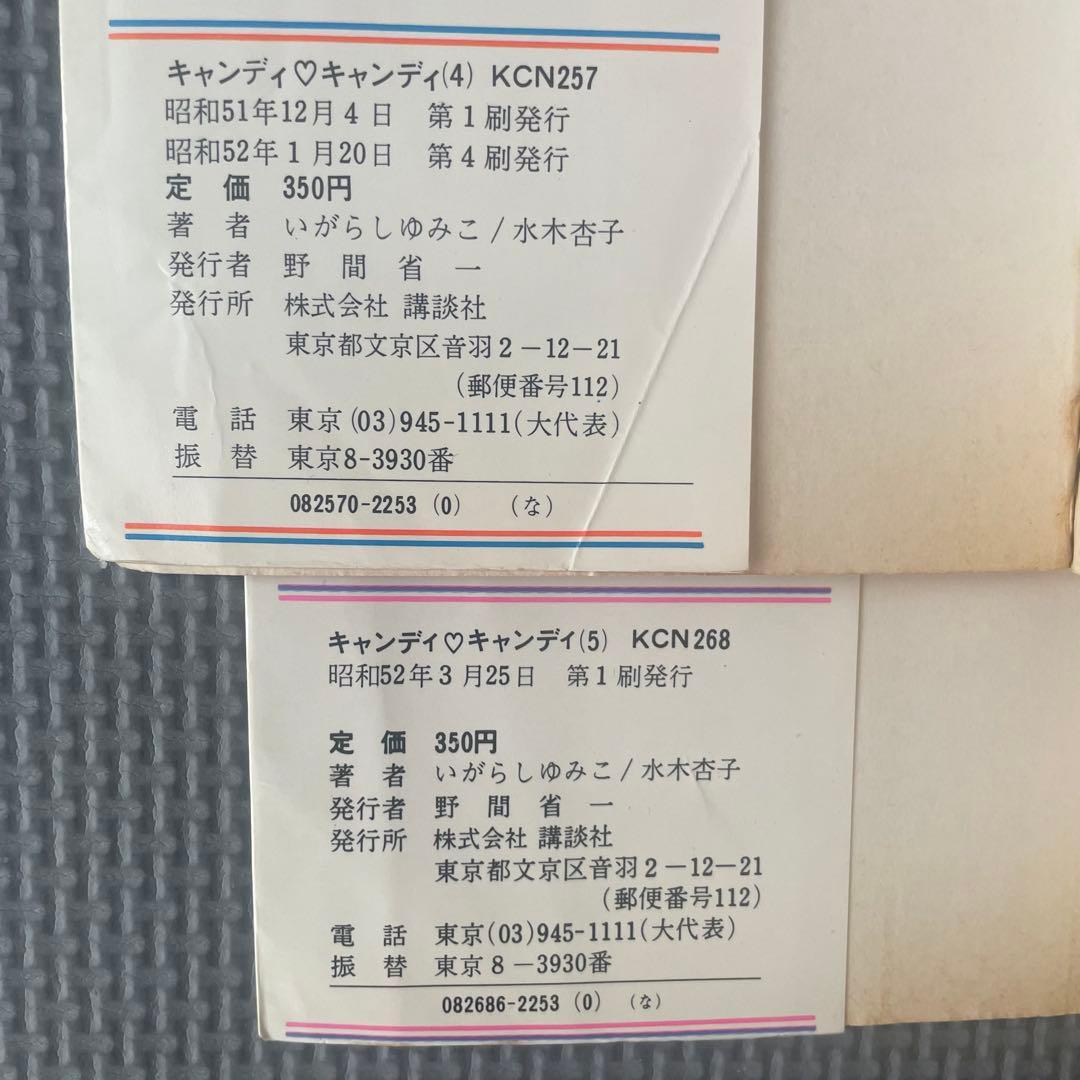 キャンディ♡キャンディ(4) KCN257
昭和51年12月4日 第1刷発行
昭和52年1月20日 第4刷発行
定 価 350円
著 者 いがらしゆみこ/水木杏子
発行者 野間省一
発行所 株式会社 講談社
東京都文京区音羽2-12-21
(郵便番号112)
電 話 東京(03)945-1111(大代表)
振 替 東京8-3930番
082570-2253 (0) (な)
キャンディ♡キャンディ(5) KCN268
昭和52年3月25日 第1刷発行
定 価 350円
著 者 いがらしゆみこ/水木杏子
発行者 野間省一
発行所 株式会社 講談社
東京都文京区音羽2-12-21
(郵便番号112)
電 話 東京(03)945-1111(大代表)
振 替 東京8-3930番
082686-2253 (0) (な)